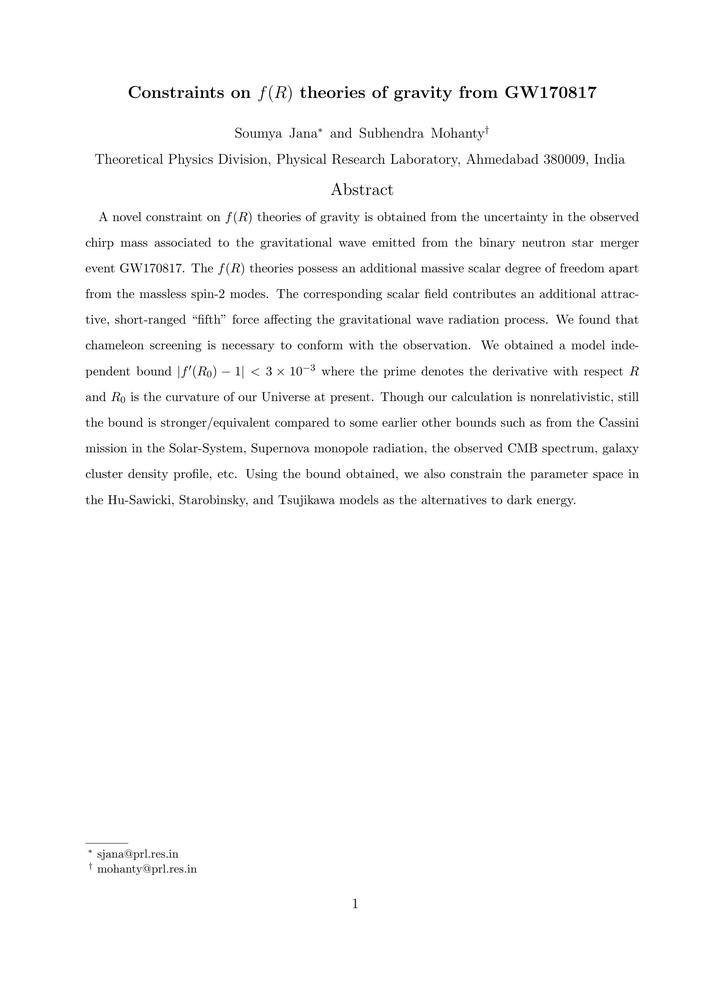 Constraints on f(R) theories of gravity from GW170817
Soumya Jana* and Subhendra Mohanty†
Theoretical Physics Division, Physical Research Laboratory, Ahmedabad 380009, India
Abstract
A novel constraint on f(R) theories of gravity is obtained from the uncertainty in the observed
chirp mass associated to the gravitational wave emitted from the binary neutron star merger
event GW170817. The f(R) theories possess an additional massive scalar degree of freedom apart
from the massless spin-2 modes. The corresponding scalar field contributes an additional attrac-
tive, short-ranged “fifth” force affecting the gravitational wave radiation process. We found that
chameleon screening is necessary to conform with the observation. We obtained a model inde-
pendent bound |f′(R₀) − 1| < 3 × 10⁻³ where the prime denotes the derivative with respect R
and R₀ is the curvature of our Universe at present. Though our calculation is nonrelativistic, still
the bound is stronger/equivalent compared to some earlier other bounds such as from the Cassini
mission in the Solar-System, Supernova monopole radiation, the observed CMB spectrum, galaxy
cluster density profile, etc. Using the bound obtained, we also constrain the parameter space in
the Hu-Sawicki, Starobinsky, and Tsujikawa models as the alternatives to dark energy.
* sjana@prl.res.in
† mohanty@prl.res.in
1